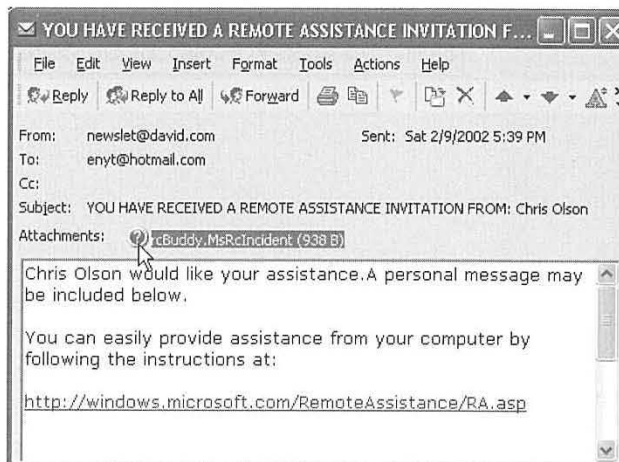 YOU HAVE RECEIVED A REMOTE ASSISTANCE INVITATION F...
File Edit View Insert Format Tools Actions Help
Reply Reply to All Forward
From: newslet@david.com Sent: Sat 2/9/2002 5:39 PM
To: enyt@hotmail.com
Cc:
Subject: YOU HAVE RECEIVED A REMOTE ASSISTANCE INVITATION FROM: Chris Olson
Attachments: rcBuddy.MsRcIncident (938 B)
Chris Olson would like your assistance.A personal message may
be included below.
You can easily provide assistance from your computer by
following the instructions at:
http://windows.microsoft.com/RemoteAssistance/RA.asp